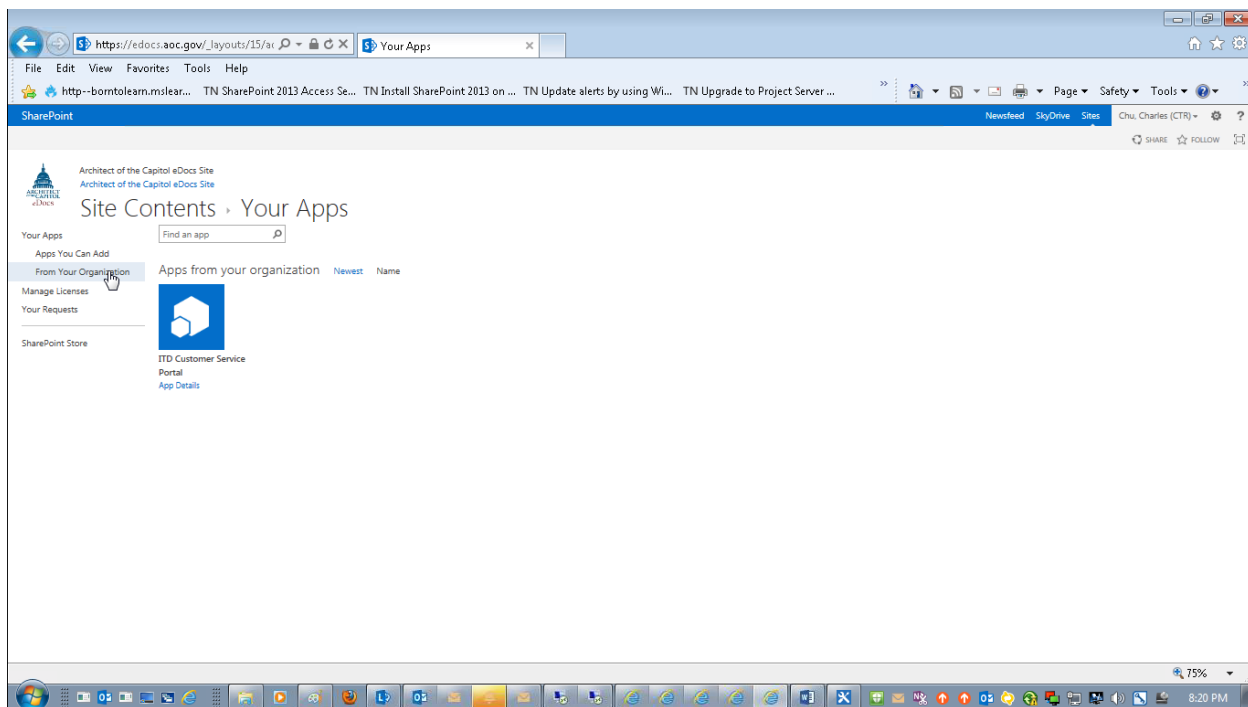 https://edocs.aoc.gov/_layouts/15/ac
Your Apps
File Edit View Favorites Tools Help
http--borntolearn.mslear... TN SharePoint 2013 Access Se... TN Install SharePoint 2013 on ... TN Update alerts by using Wi... TN Upgrade to Project Server ...
Page Safety Tools
SharePoint
Newsfeed SkyDrive Sites Chu, Charles (CTR) ?
SHARE FOLLOW
ARCHITECT
OF THE CAPITOL
eDocs
Architect of the Capitol eDocs Site
Architect of the Capitol eDocs Site
Site Contents › Your Apps
Your Apps
Apps You Can Add
From Your Organization
Manage Licenses
Your Requests
SharePoint Store
Find an app
Apps from your organization Newest Name
ITD Customer Service
Portal
App Details
75%
8:20 PM